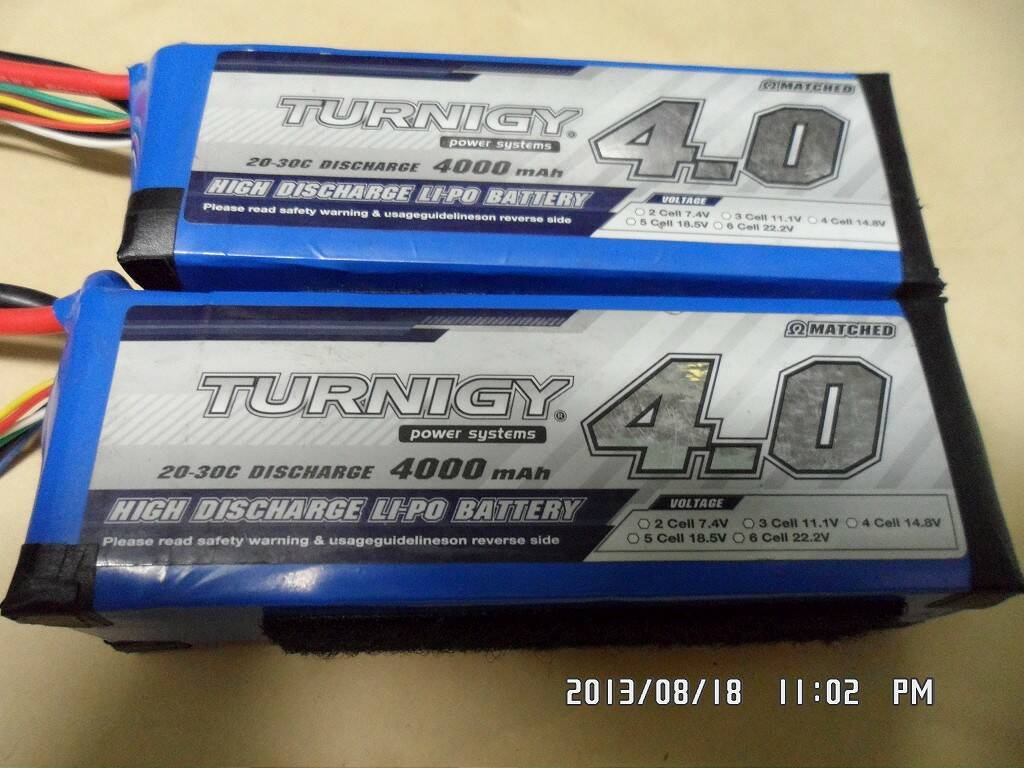 ΩMATCHED
TURNIGY®
4.0
power systems
20-30C DISCHARGE 4000 mAh
HIGH DISCHARGE LI-PO BATTERY
VOLTAGE
Please read safety warning & usageguidelineson reverse side
2 Cell 7.4V 3 Cell 11.1V 4 Cell 14.8V
5 Cell 18.5V 6 Cell 22.2V
ΩMATCHED
TURNIGY®
4.0
power systems
20-30C DISCHARGE 4000 mAh
HIGH DISCHARGE LI-PO BATTERY
VOLTAGE
Please read safety warning & usageguidelineson reverse side
2 Cell 7.4V 3 Cell 11.1V 4 Cell 14.8V
5 Cell 18.5V 6 Cell 22.2V
2013/08/18 11:02 PM